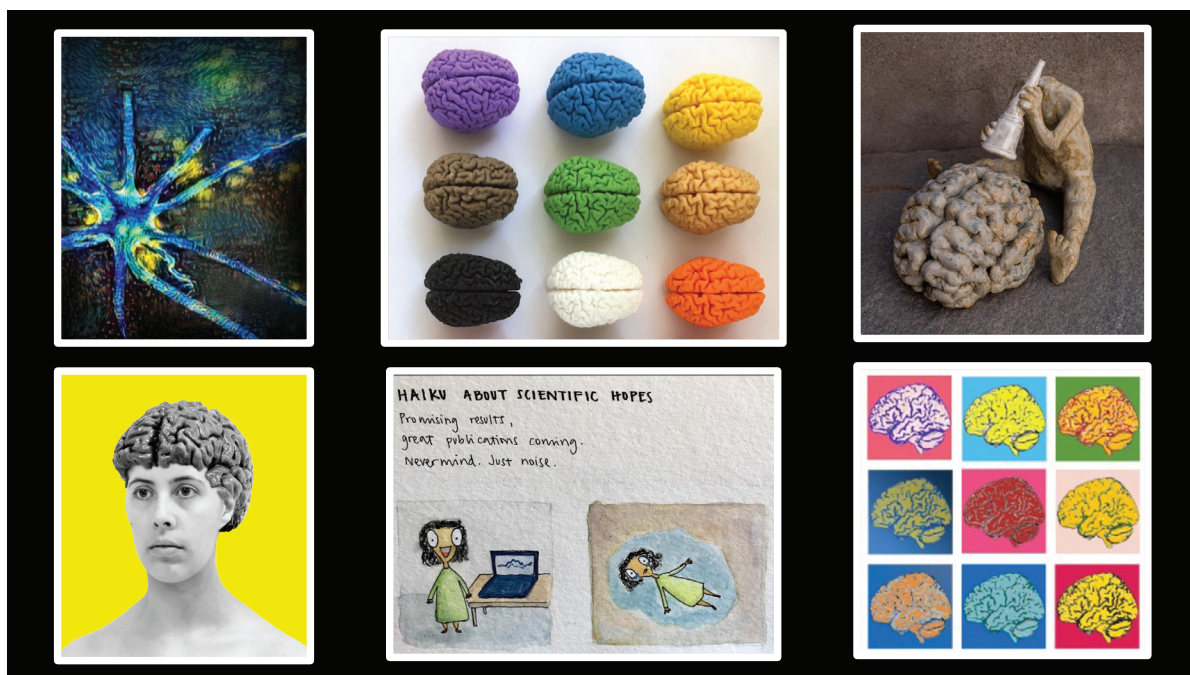 HAIKU ABOUT SCIENTIFIC HOPES
Promising results,
great publications coming.
Nevermind. Just noise.